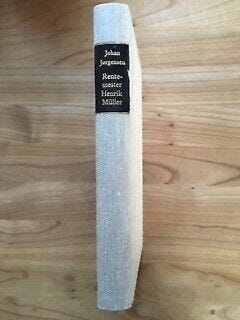 Johan
Jørgensen
Rente-
mester
Henrik
Müller